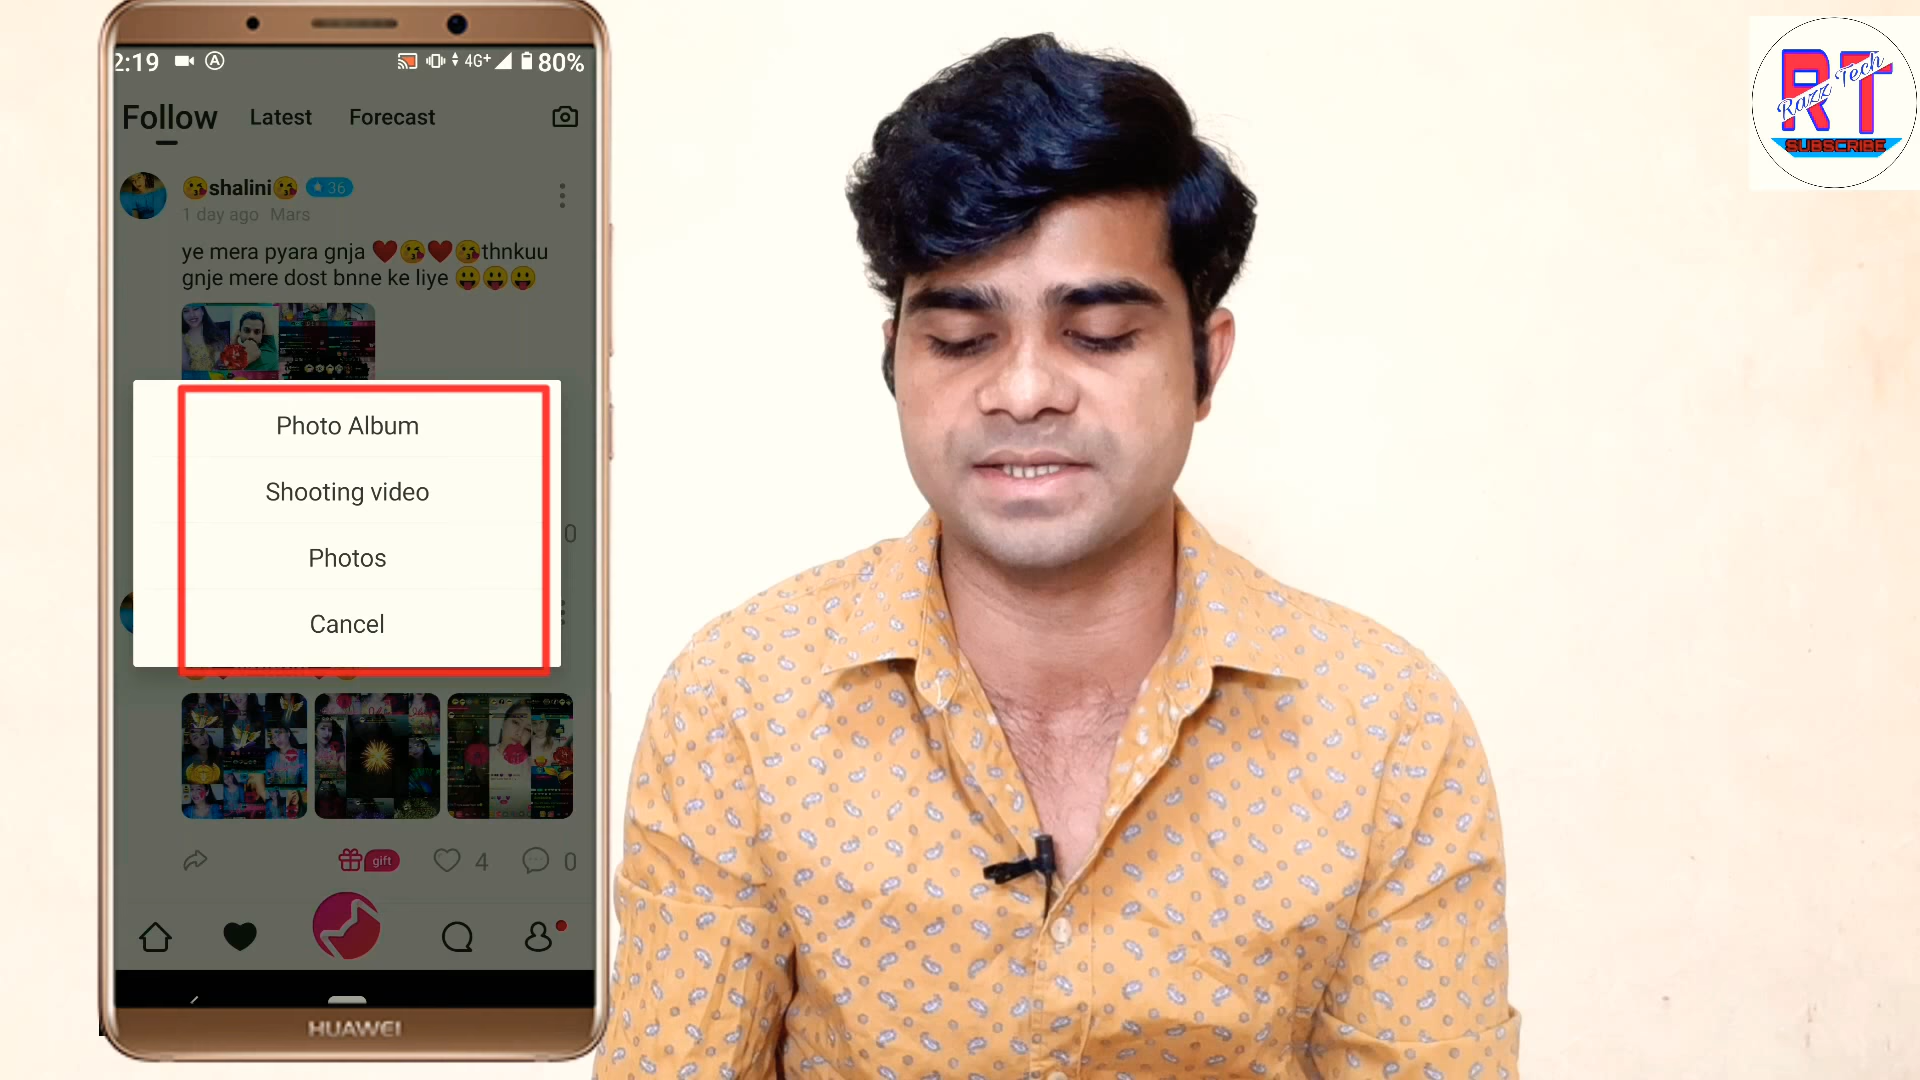 2:19
4G+
80%
Follow
Latest
Forecast
😘shalini😘 36
1 day ago Mars
ye mera pyara gnja ❤️😘❤️😘thnkuu
gnje mere dost bnne ke liye 😛😛😛
Photo Album
Shooting video
Photos
Cancel
0
gift
4
0
HUAWEI
RT
Razz Tech
SUBSCRIBE